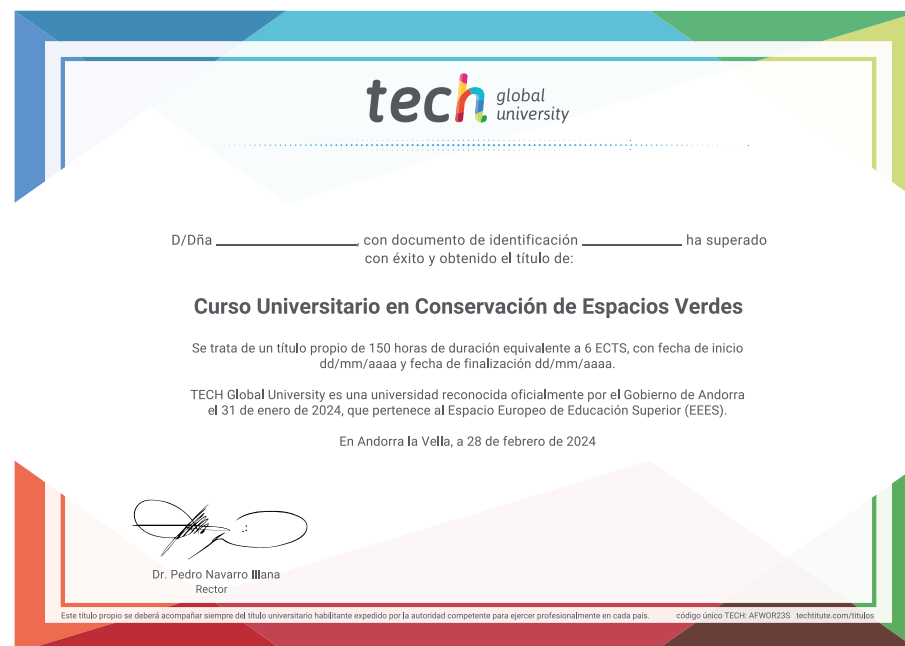 tech global university
D/Dña , con documento de identificación ha superado
con éxito y obtenido el título de:
Curso Universitario en Conservación de Espacios Verdes
Se trata de un título propio de 150 horas de duración equivalente a 6 ECTS, con fecha de inicio
dd/mm/aaaa y fecha de finalización dd/mm/aaaa.
TECH Global University es una universidad reconocida oficialmente por el Gobierno de Andorra
el 31 de enero de 2024, que pertenece al Espacio Europeo de Educación Superior (EEES).
En Andorra la Vella, a 28 de febrero de 2024
Dr. Pedro Navarro Illana
Rector
Este título propio se deberá acompañar siempre del título universitario habilitante expedido por la autoridad competente para ejercer profesionalmente en cada país. código único TECH: AFWOR23S techtitute.com/titulos